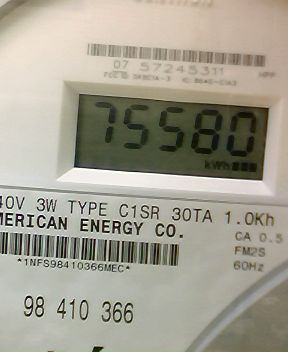 07 57245311
HPP
75580
kWh
40V 3W TYPE C1SR 30TA 1.0Kh
MERICAN ENERGY CO.
CA 0.5
FM2S
*1NFS98410366MEC*
60Hz
98 410 366